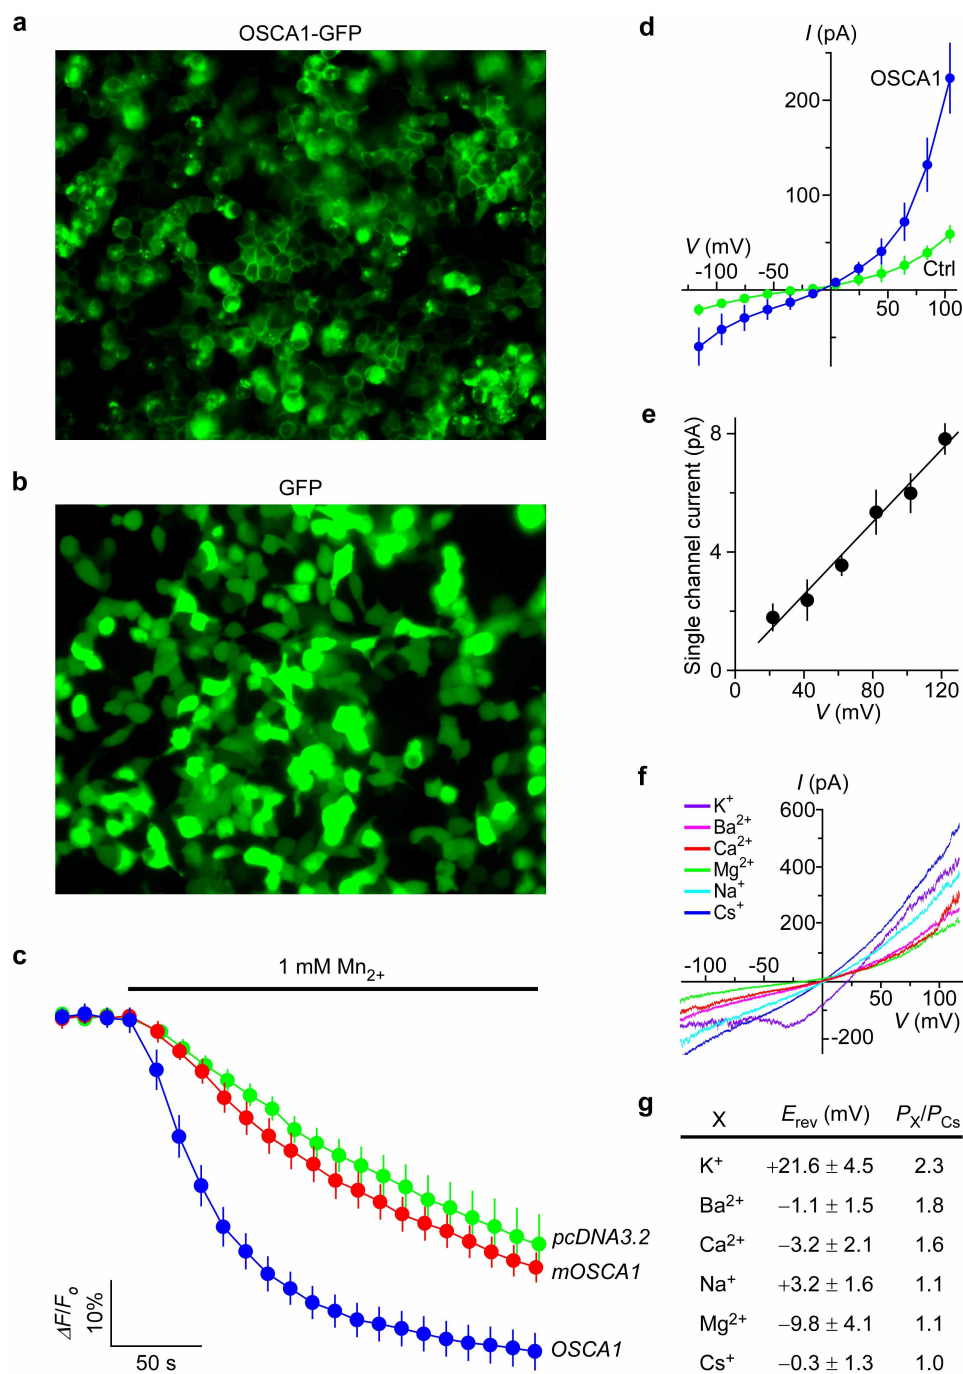 a
OSCA1-GFP
b
GFP
c
1 mM Mn2+
pcDNA3.2
mOSCA1
OSCA1
ΔF/Fo
10%
50 s
d
I (pA)
OSCA1
200
100
V (mV)
-100 -50
Ctrl
50 100
e
Single channel current (pA)
8
4
0
0 40 80 120
V (mV)
f
I (pA)
600
K+
Ba2+
Ca2+
Mg2+
Na+
Cs+
400
200
-100 -50
50 100
V (mV)
-200
g
X Erev (mV) PX/PCs
K+ +21.6 ± 4.5 2.3
Ba2+ −1.1 ± 1.5 1.8
Ca2+ −3.2 ± 2.1 1.6
Na+ +3.2 ± 1.6 1.1
Mg2+ −9.8 ± 4.1 1.1
Cs+ −0.3 ± 1.3 1.0